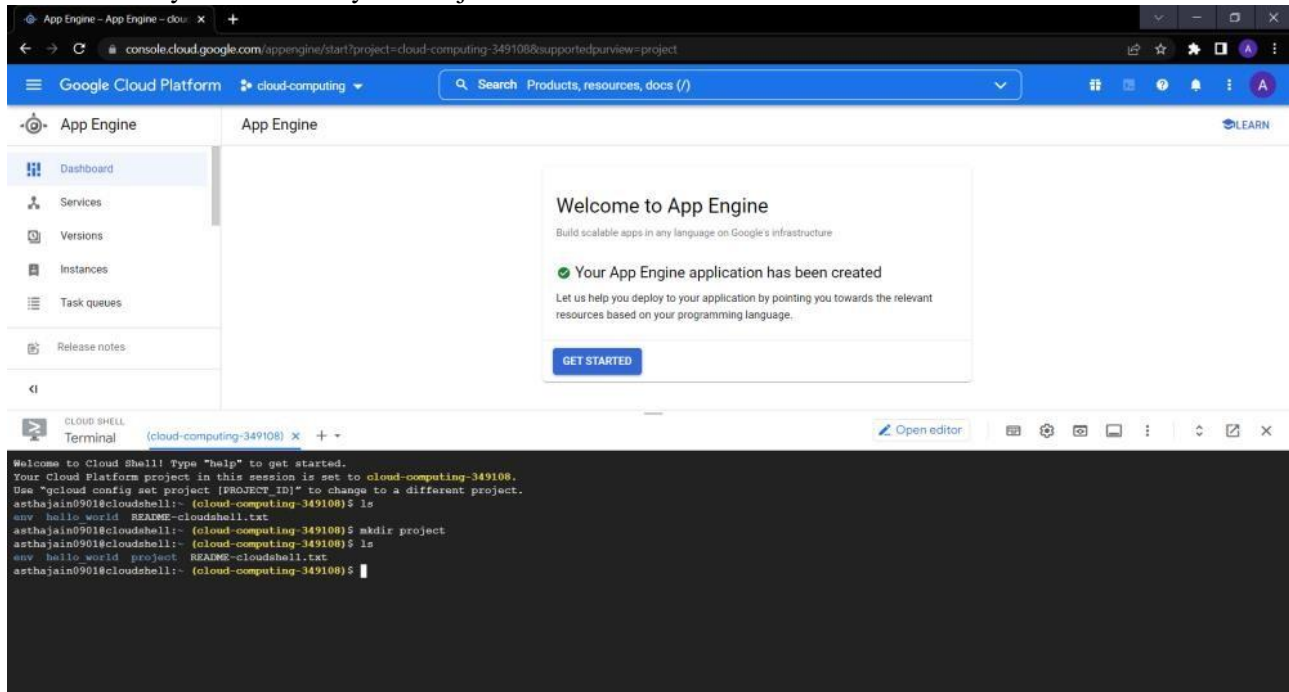 App Engine – App Engine – clou
console.cloud.google.com/appengine/start?project=cloud-computing-349108&supportedpurview=project
A
Google Cloud Platform
cloud-computing
Search Products, resources, docs (/)
A
App Engine
App Engine
LEARN
Dashboard
Services
Versions
Instances
Task queues
Release notes
Welcome to App Engine
Build scalable apps in any language on Google's infrastructure
Your App Engine application has been created
Let us help you deploy to your application by pointing you towards the relevant
resources based on your programming language.
GET STARTED
CLOUD SHELL
Terminal
(cloud-computing-349108)
Open editor
Welcome to Cloud Shell! Type "help" to get started.
Your Cloud Platform project in this session is set to cloud-computing-349108.
Use "gcloud config set project [PROJECT_ID]" to change to a different project.
asthajain0901@cloudshell:~ (cloud-computing-349108)$ ls
env hello_world README-cloudshell.txt
asthajain0901@cloudshell:~ (cloud-computing-349108)$ mkdir project
asthajain0901@cloudshell:~ (cloud-computing-349108)$ ls
env hello_world project README-cloudshell.txt
asthajain0901@cloudshell:~ (cloud-computing-349108)$